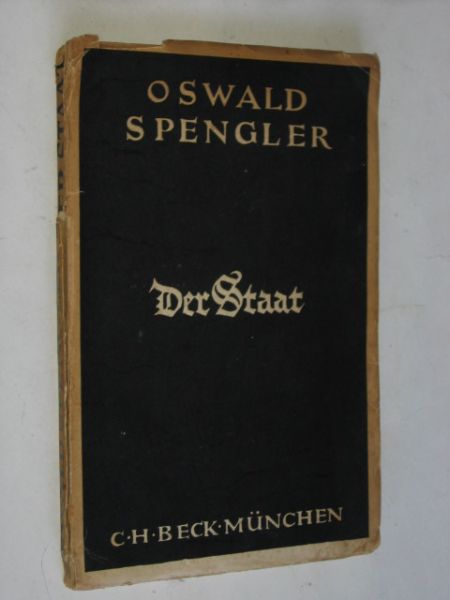 OSWALD
SPENGLER
Der Staat
C·H·BECK·MÜNCHEN